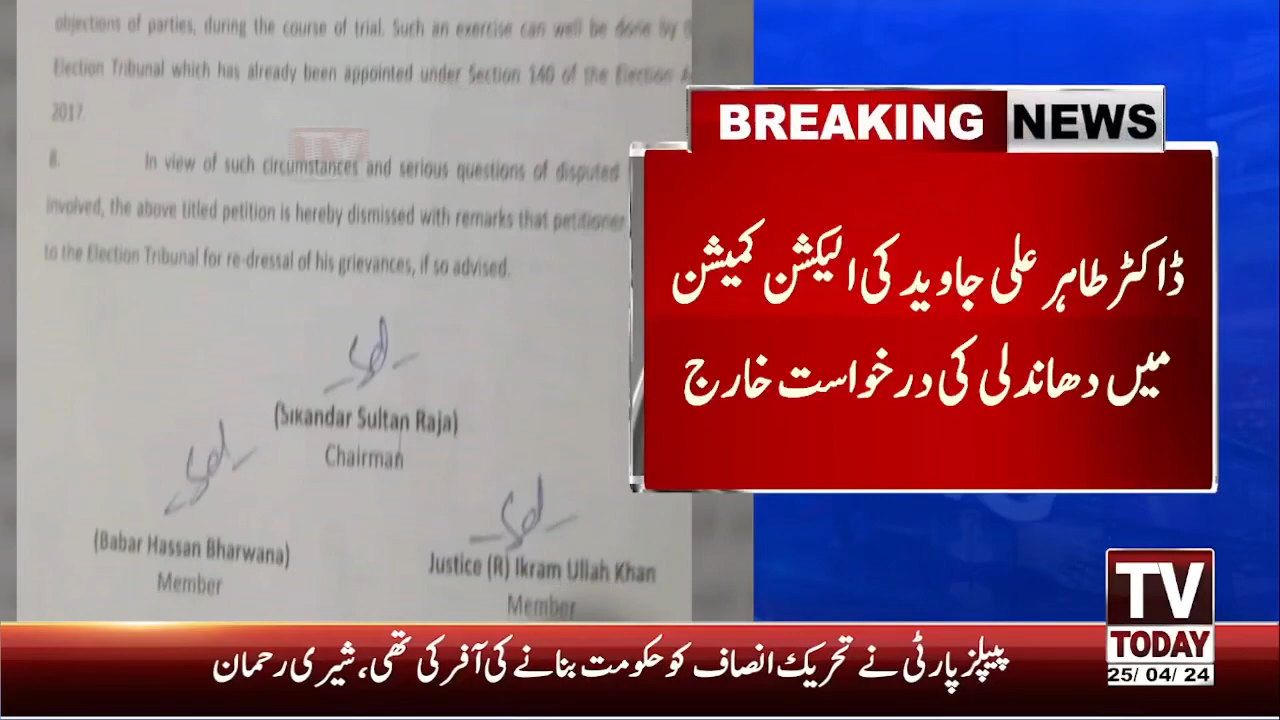 objections of parties, during the course of trial. Such an exercise can well be done by
Election Tribunal which has already been appointed under Section 140 of the Election
2017.
8. In view of such circumstances and serious questions of disputed
involved, the above titled petition is hereby dismissed with remarks that petitioner
to the Election Tribunal for re-dressal of his grievances, if so advised.
(Sikandar Sultan Raja)
Chairman
(Babar Hassan Bharwana)
Member
Justice (R) Ikram Ullah Khan
Member
TV
BREAKING NEWS
ڈاکٹر طاہر علی جاوید کی الیکشن کمیشن
میں دھاندلی کی درخواست خارج
TV
TODAY
25/ 04/ 24
پیپلز پارٹی نے تحریک انصاف کو حکومت بنانے کی آفر کی تھی، شیری رحمان